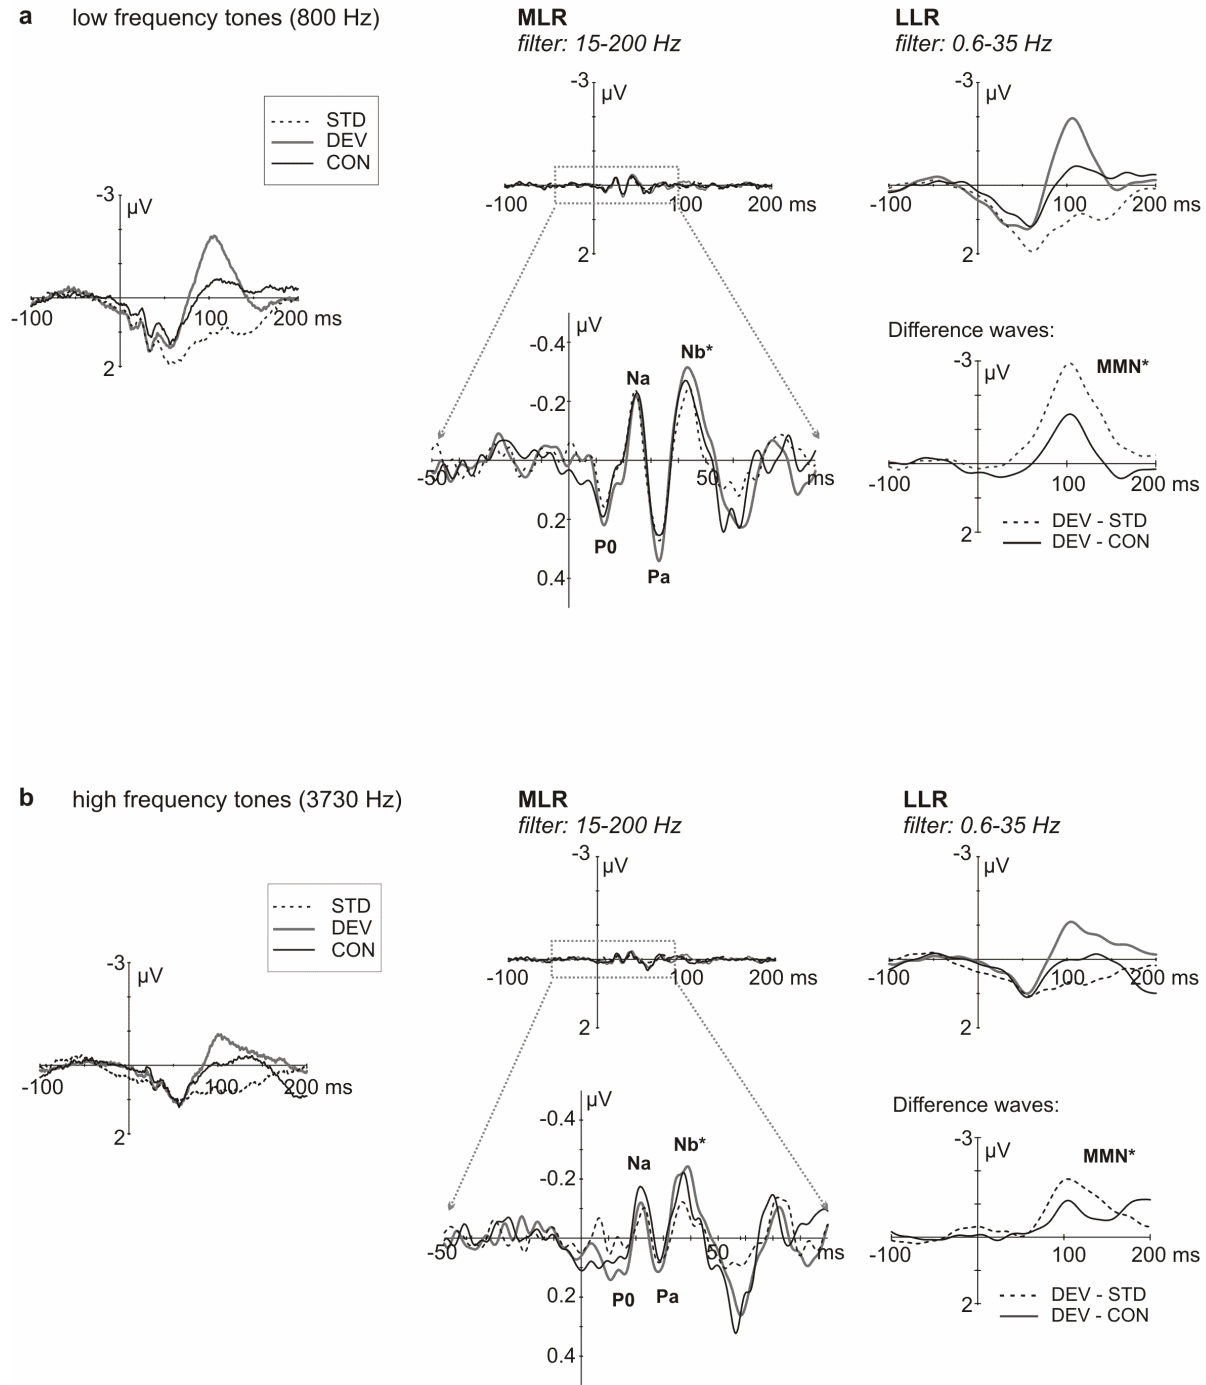 a low frequency tones (800 Hz)
MLR
filter: 15-200 Hz
LLR
filter: 0.6-35 Hz
STD
DEV
CON
-3
µV
-100
100
200 ms
2
-3
µV
-100
100
200 ms
2
-3
µV
-100
100
200 ms
2
µV
-0.4
-0.2
Na
Nb*
-50
50
ms
0.2
P0
Pa
0.4
Difference waves:
-3
µV
MMN*
-100
100
200 ms
2
DEV - STD
DEV - CON
b high frequency tones (3730 Hz)
MLR
filter: 15-200 Hz
LLR
filter: 0.6-35 Hz
STD
DEV
CON
-3
µV
-100
100
200 ms
2
-3
µV
-100
100
200 ms
2
-3
µV
-100
100
200 ms
2
µV
-0.4
-0.2
Na
Nb*
-50
50
ms
0.2
P0
Pa
0.4
Difference waves:
-3
µV
MMN*
-100
100
200 ms
2
DEV - STD
DEV - CON